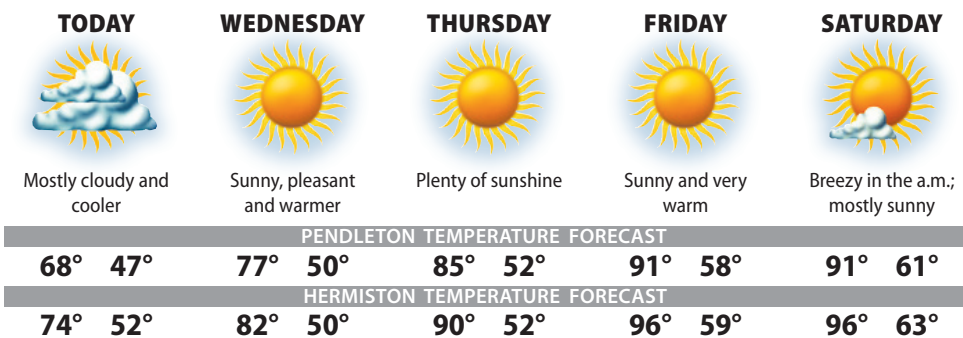 TODAY WEDNESDAY THURSDAY FRIDAY SATURDAY
Mostly cloudy and cooler
Sunny, pleasant and warmer
Plenty of sunshine
Sunny and very warm
Breezy in the a.m.; mostly sunny
PENDLETON TEMPERATURE FORECAST
68° 47° 77° 50° 85° 52° 91° 58° 91° 61°
HERMISTON TEMPERATURE FORECAST
74° 52° 82° 50° 90° 52° 96° 59° 96° 63°